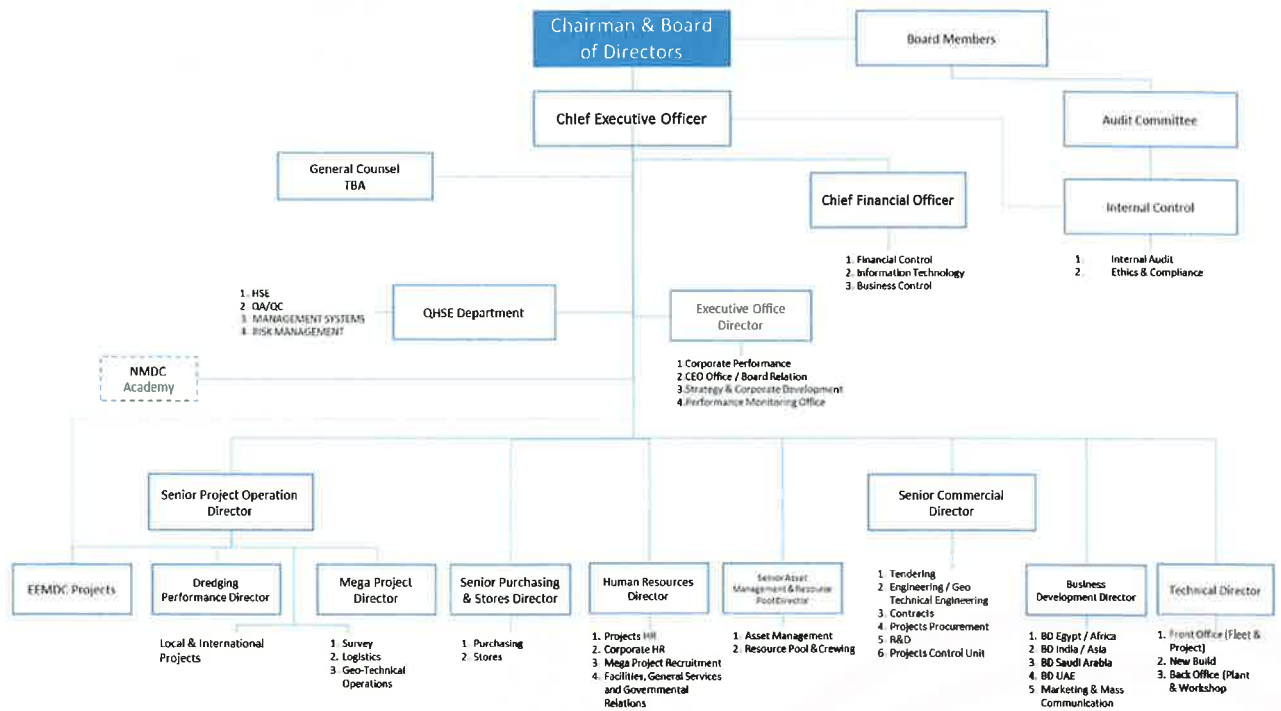 Chairman & Board
of Directors
Board Members
Chief Executive Officer
Audit Committee
General Counsel
TBA
Chief Financial Officer
Internal Control
1. Financial Control
2. Information Technology
3. Business Control
1. Internal Audit
2. Ethics & Compliance
1. HSE
2 QA/QC
3 MANAGEMENT SYSTEMS
4. RISK MANAGEMENT
QHSE Department
Executive Office
Director
1 Corporate Performance
2.CEO Office / Board Relation
3.Strategy & Corporate Development
4.Performance Monitoring Office
NMDC
Academy
Senior Project Operation
Director
Senior Commercial
Director
EEMDC Projects
Dredging
Performance Director
Local & International
Projects
Mega Project
Director
1. Survey
2. Logistics
3. Geo-Technical
Operations
Senior Purchasing
& Stores Director
1. Purchasing
2. Stores
Human Resources
Director
1. Projects HR
2. Corporate HR
3. Mega Project Recruitment
4. Facilities, General Services
and Governmental
Relations
Senior Asset
Management & Resource
Pool Director
1. Asset Management
2. Resource Pool & Crewing
1. Tendering
2 Engineering / Geo
Technical Engineering
3 Contracts
4. Projects Procurement
5 R&D
6. Projects Control Unit
Business
Development Director
1. BD Egypt / Africa
2. BD India / Asia
3. BD Saudi Arabia
4. BD UAE
5. Marketing & Mass
Communication
Technical Director
1. Front Office (Fleet &
Project)
2. New Build
3. Back Office (Plant
& Workshop